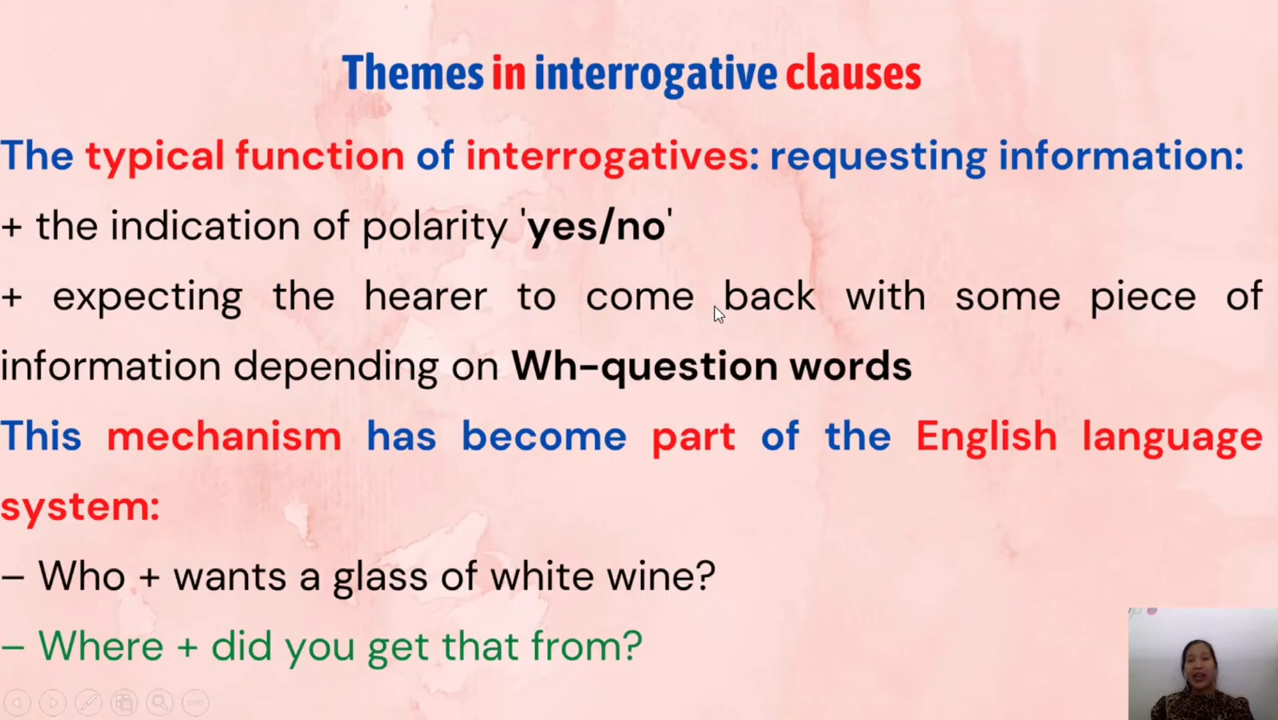 Themes in interrogative clauses
The typical function of interrogatives: requesting information:
+ the indication of polarity 'yes/no'
+ expecting the hearer to come back with some piece of
information depending on Wh-question words
This mechanism has become part of the English language
system:
– Who + wants a glass of white wine?
– Where + did you get that from?